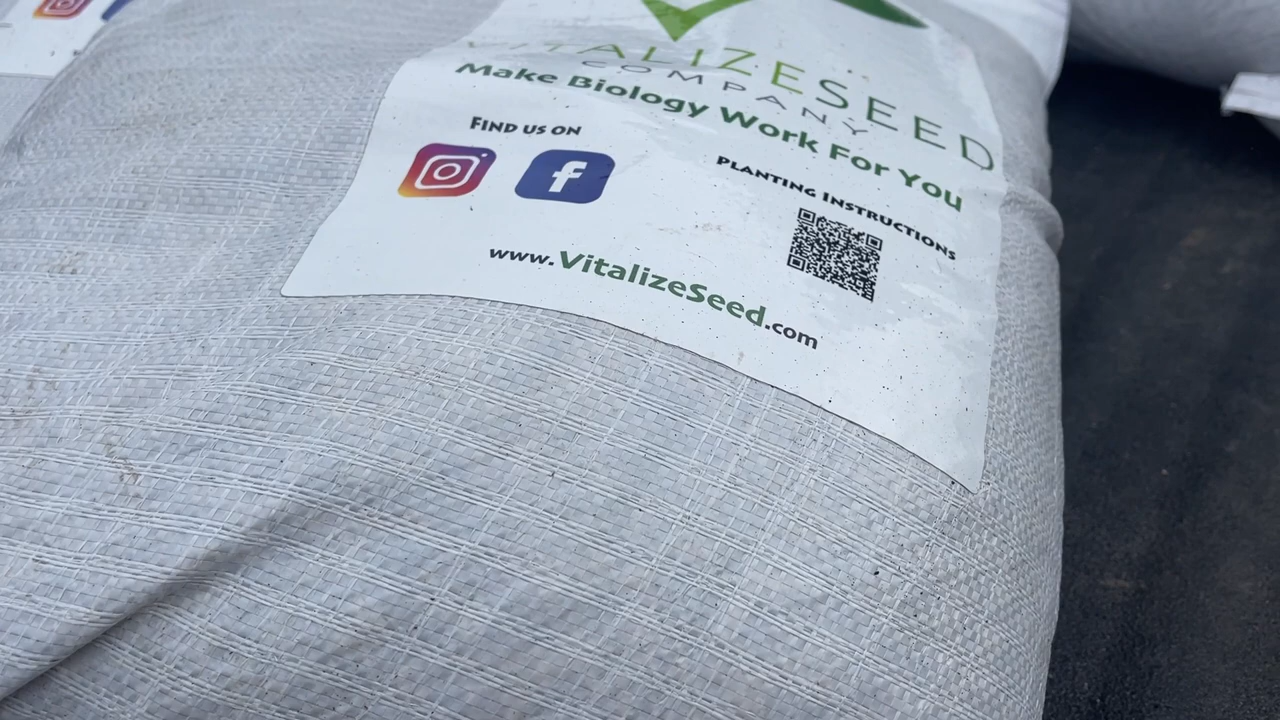 VITALIZESEED
COMPANY
Make Biology Work For You
FIND US ON
PLANTING INSTRUCTIONS
www.VitalizeSeed.com